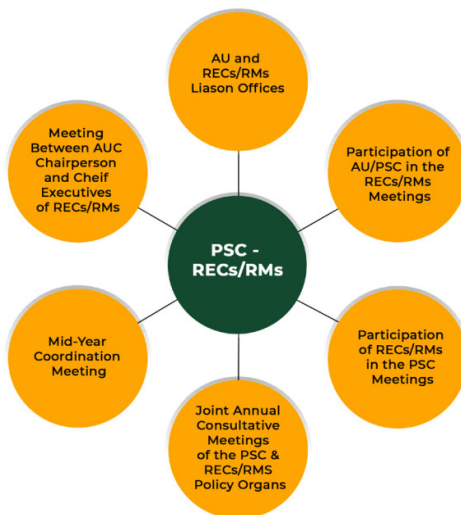 AU and
RECs/RMs
Liason Offices
Meeting
Between AUC
Chairperson
and Cheif
Executives
of RECs/RMs
Participation of
AU/PSC in the
RECs/RMs
Meetings
PSC -
RECs/RMs
Mid-Year
Coordination
Meeting
Participation
of RECs/RMs
in the PSC
Meetings
Joint Annual
Consultative
Meetings
of the PSC &
RECs/RMS
Policy Organs